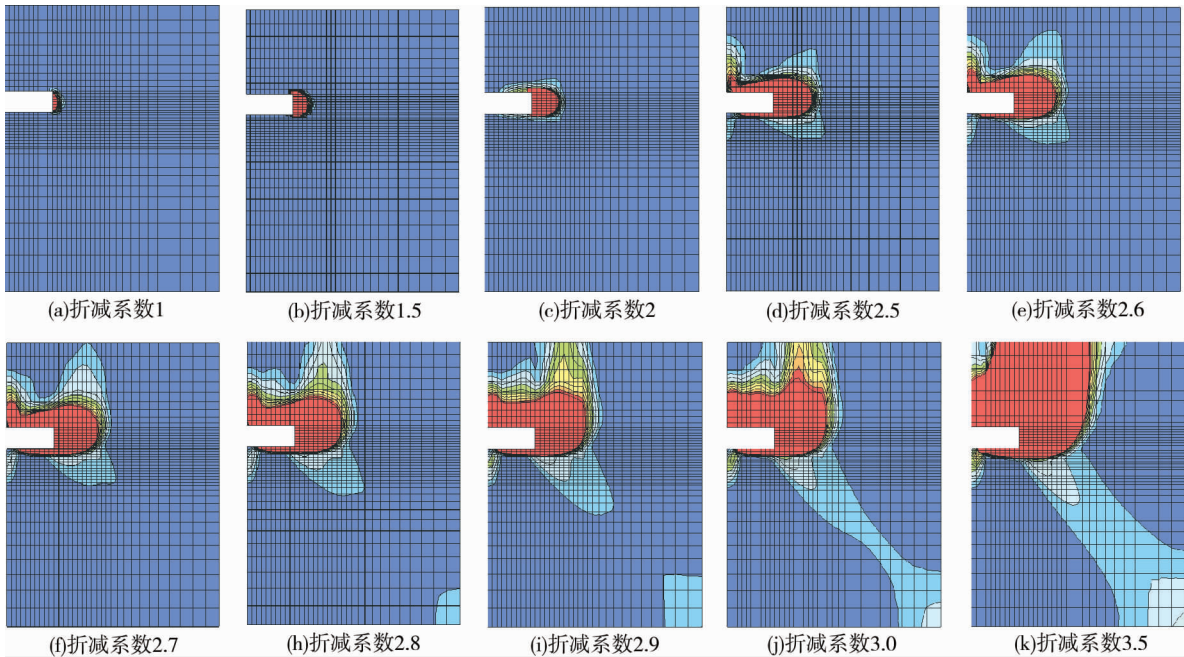 (a)折减系数1
(b)折减系数1.5
(c)折减系数2
(d)折减系数2.5
(e)折减系数2.6
(f)折减系数2.7
(h)折减系数2.8
(i)折减系数2.9
(j)折减系数3.0
(k)折减系数3.5